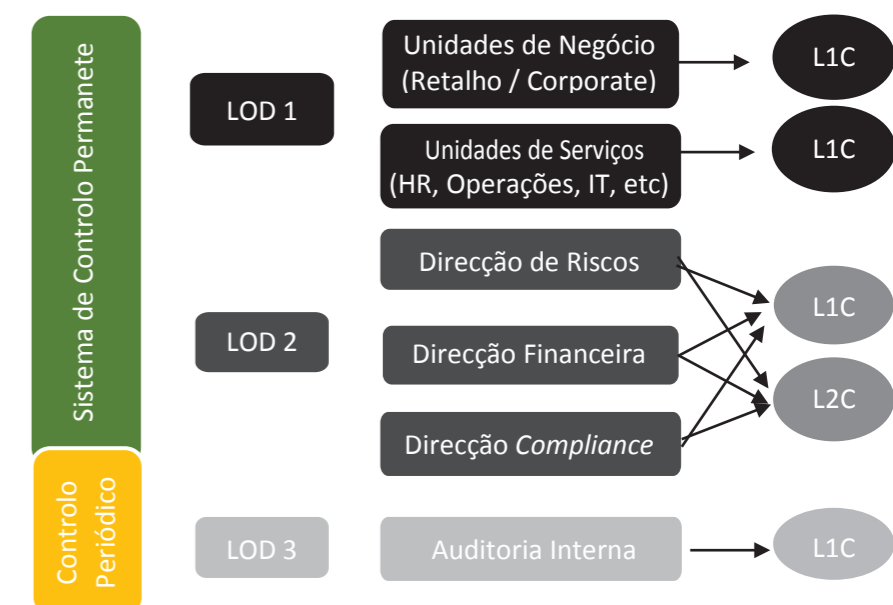 Sistema de Controlo Permanete
LOD 1
Unidades de Negócio
(Retalho / Corporate)
L1C
Unidades de Serviços
(HR, Operações, IT, etc)
L1C
LOD 2
Direcção de Riscos
Direcção Financeira
Direcção Compliance
L1C
L2C
Controlo
Periódico
LOD 3
Auditoria Interna
L1C